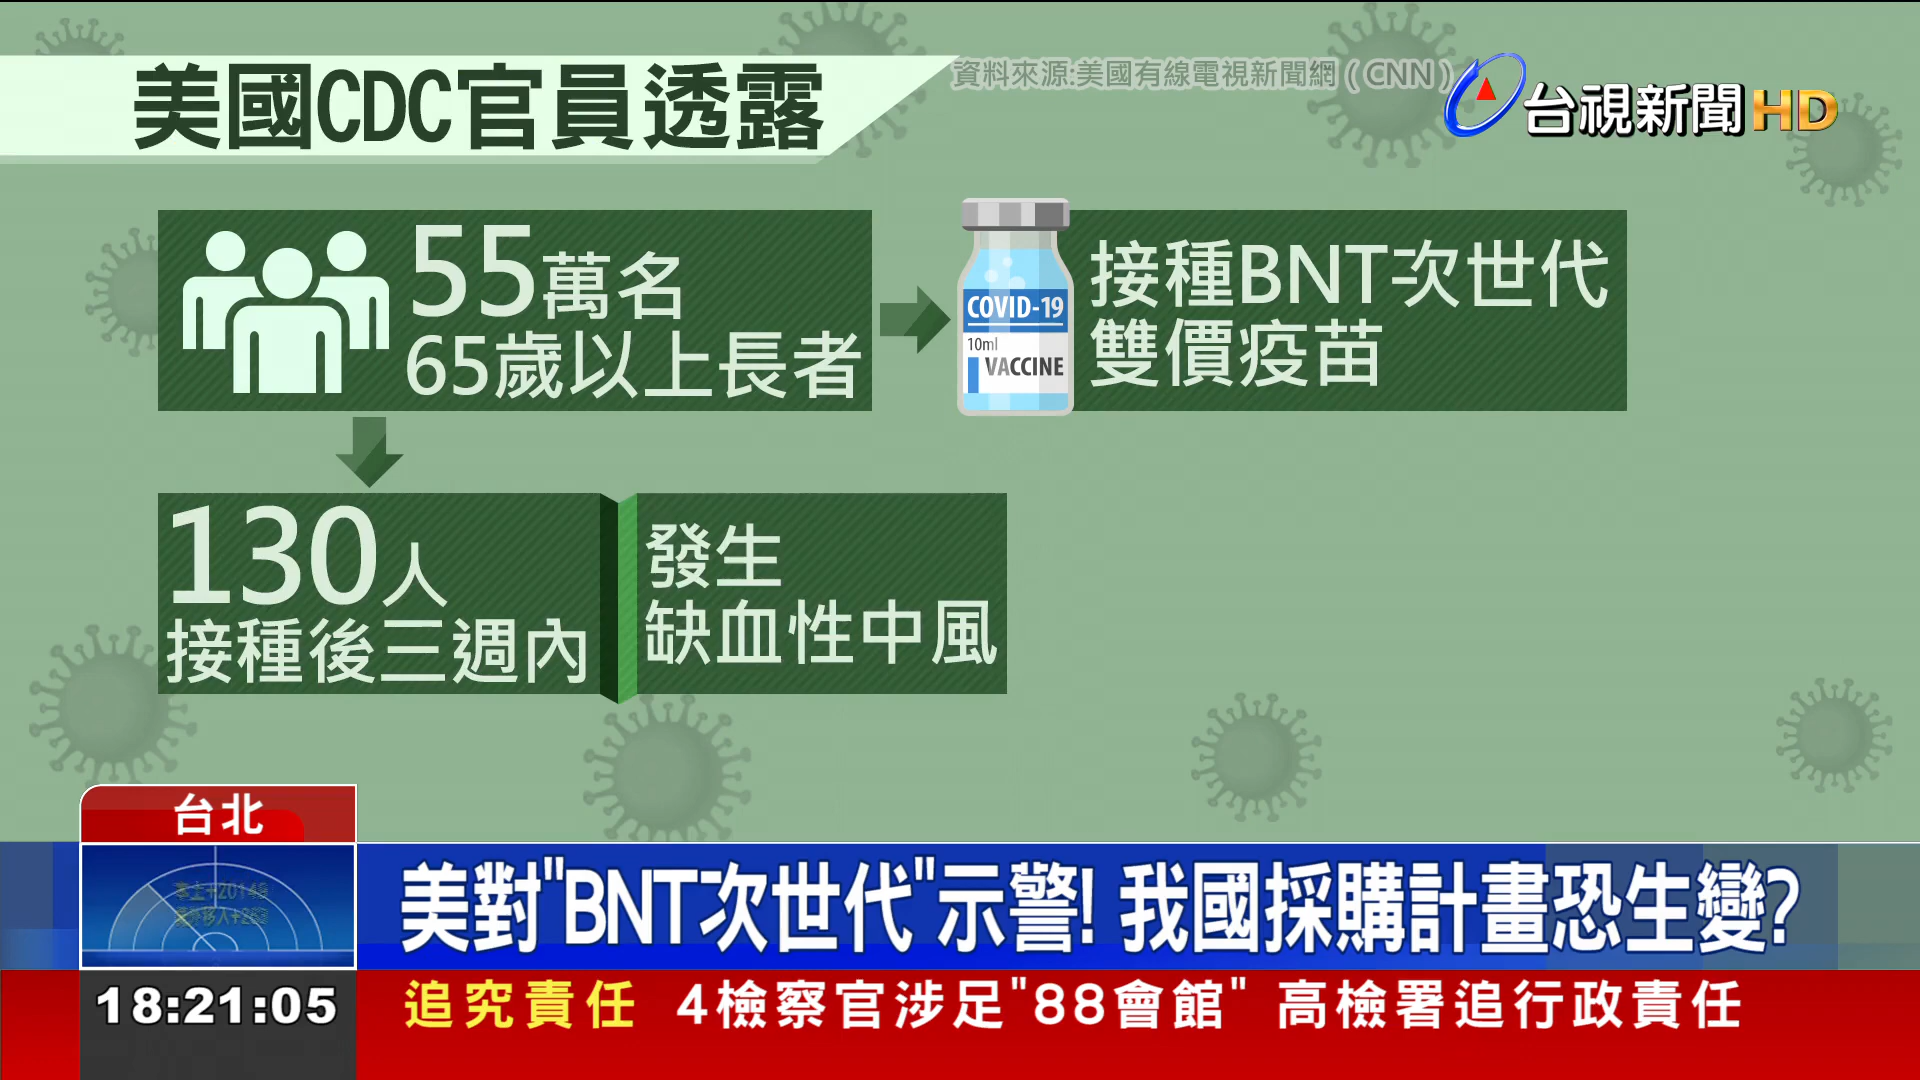 美國CDC官員透露
資料來源:美國有線電視新聞網（CNN）
台視新聞HD
55萬名
65歲以上長者
COVID-19
10ml
VACCINE
接種BNT次世代
雙價疫苗
130人
接種後三週內
發生
缺血性中風
台北
美對"BNT次世代"示警! 我國採購計畫恐生變?
18:21:05
追究責任 4檢察官涉足"88會館" 高檢署追行政責任